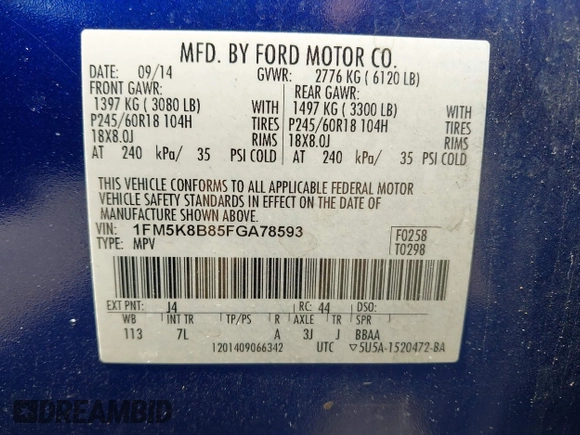 MFD. BY FORD MOTOR CO.
DATE: 09/14 GVWR: 2776 KG ( 6120 LB)
FRONT GAWR: REAR GAWR:
1397 KG ( 3080 LB) WITH 1497 KG ( 3300 LB) WITH
P245/60R18 104H TIRES P245/60R18 104H TIRES
18X8.0J RIMS 18X8.0J RIMS
AT 240 kPa/ 35 PSI COLD AT 240 kPa/ 35 PSI COLD
THIS VEHICLE CONFORMS TO ALL APPLICABLE FEDERAL MOTOR
VEHICLE SAFETY STANDARDS IN EFFECT ON THE DATE OF
MANUFACTURE SHOWN ABOVE.
VIN: 1FM5K8B85FGA78593 F0258
TYPE: MPV T0298
EXT PNT: J4 RC: 44 DSO:
WB INT TR TP/PS R AXLE TR SPR
113 7L A 3J J BBAA
1201409066342 UTC ▽5U5A-1520472-BA
DREAMBID